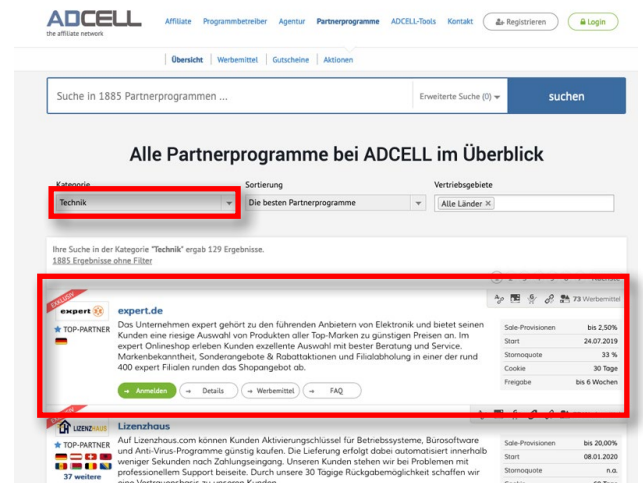 ADCELL
the affiliate network
Affiliate Programmbetreiber Agentur Partnerprogramme ADCELL-Tools Kontakt Registrieren Login
Übersicht Werbemittel Gutscheine Aktionen
Suche in 1885 Partnerprogrammen ... Erweiterte Suche (0) suchen
Alle Partnerprogramme bei ADCELL im Überblick
Kategorie Sortierung Vertriebsgebiete
Technik Die besten Partnerprogramme Alle Länder ×
Ihre Suche in der Kategorie "Technik" ergab 129 Ergebnisse.
1885 Ergebnisse ohne Filter
EXKLUSIV
73 Werbemittel
expert
expert.de
TOP-PARTNER
Das Unternehmen expert gehört zu den führenden Anbietern von Elektronik und bietet seinen
Kunden eine riesige Auswahl von Produkten aller Top-Marken zu günstigen Preisen an. Im
expert Onlineshop erleben Kunden exzellente Auswahl mit bester Beratung und Service.
Markenbekanntheit, Sonderangebote & Rabattaktionen und Filialabholung in einer der rund
400 expert Filialen runden das Shopangebot ab.
Sale-Provisionen bis 2,50%
Start 24.07.2019
Stornoquote 33 %
Cookie 30 Tage
Freigabe bis 6 Wochen
→ Anmelden → Details → Werbemittel → FAQ
LIZENZHAUS
Lizenzhaus
TOP-PARTNER
37 weitere
Auf Lizenzhaus.com können Kunden Aktivierungschlüssel für Betriebssysteme, Bürosoftware
und Anti-Virus-Programme günstig kaufen. Die Lieferung erfolgt dabei automatisiert innerhalb
weniger Sekunden nach Zahlungseingang. Unseren Kunden stehen wir bei Problemen mit
professionellem Support beiseite. Durch unsere 30 Tägige Rückgabemöglichkeit schaffen wir
eine Vertrauensbasis zu unseren Kunden.
Sale-Provisionen bis 20,00%
Start 08.01.2020
Stornoquote n.a.